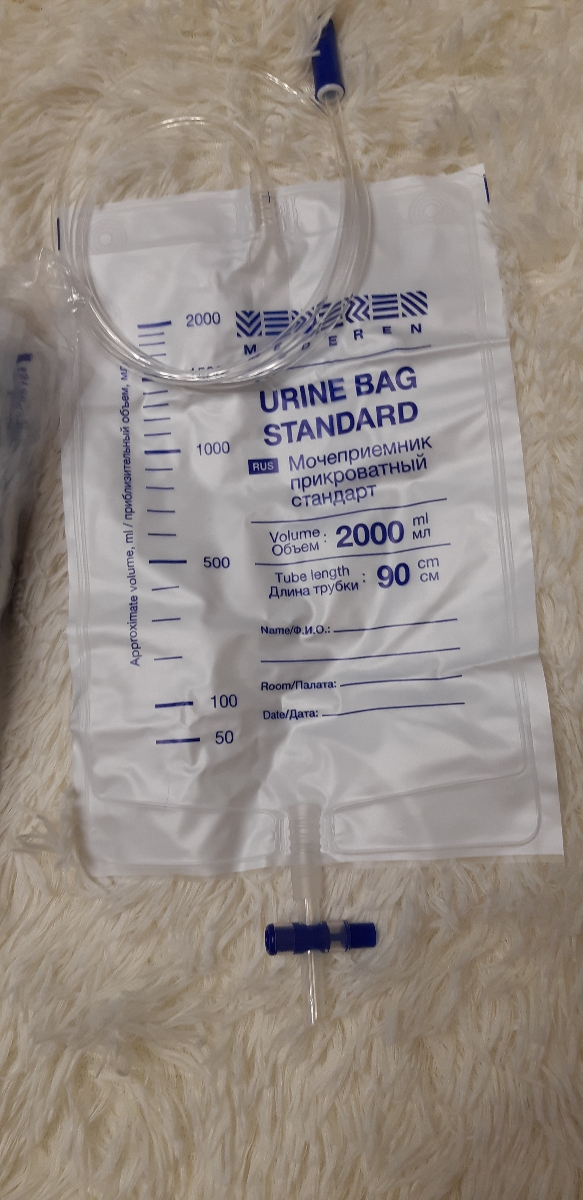 2000
1000
500
100
50
Approximate volume, ml / приблизительный объем, мл
URINE BAG
STANDARD
RUS Мочеприемник
прикроватный
стандарт
Volume
Объем : 2000 ml
мл
Tube length
Длина трубки : 90 cm
см
Name/Ф.И.О.:
Room/Палата:
Date/Дата: